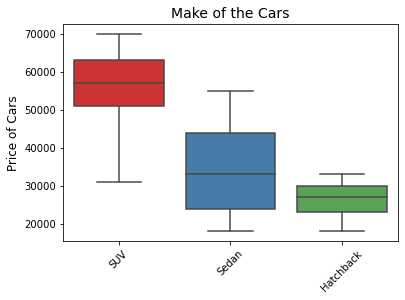 Make of the Cars
Price of Cars
70000
60000
50000
40000
30000
20000
SUV
Sedan
Hatchback